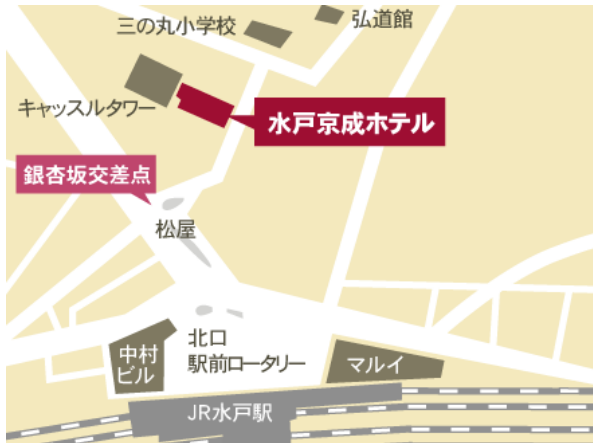 三の丸小学校
弘道館
キャッスルタワー
水戸京成ホテル
銀杏坂交差点
松屋
北口
駅前ロータリー
中村
ビル
マルイ
JR水戸駅